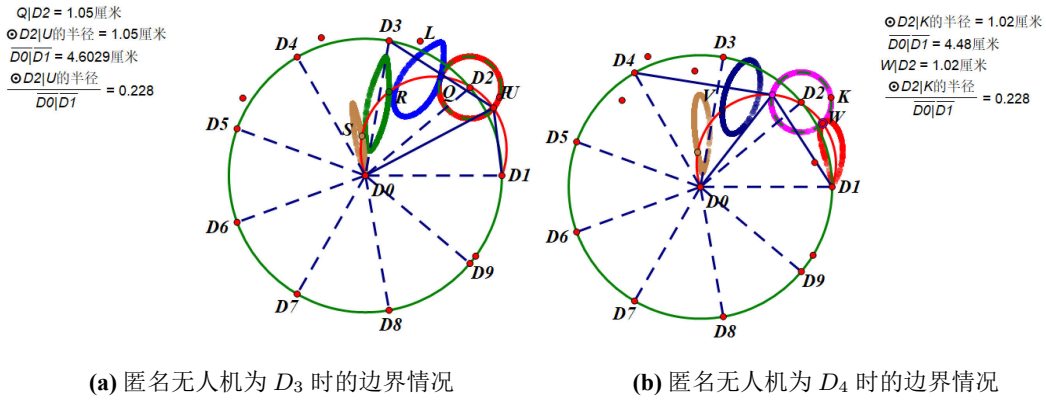 Q|D2 = 1.05厘米
⊙D2|U的半径 = 1.05厘米
D0|D1 = 4.6029厘米
⊙D2|U的半径
D0|D1
= 0.228
D3
L
D4
D2
Q
U
R
S
D5
D1
D0
D6
D9
D7
D8
⊙D2|K的半径 = 1.02厘米
D0|D1 = 4.48厘米
W|D2 = 1.02厘米
⊙D2|K的半径
D0|D1
= 0.228
D3
D4
D2
K
V
W
D5
D1
D0
D6
D9
D7
D8
(a) 匿名无人机为 D₃ 时的边界情况
(b) 匿名无人机为 D₄ 时的边界情况